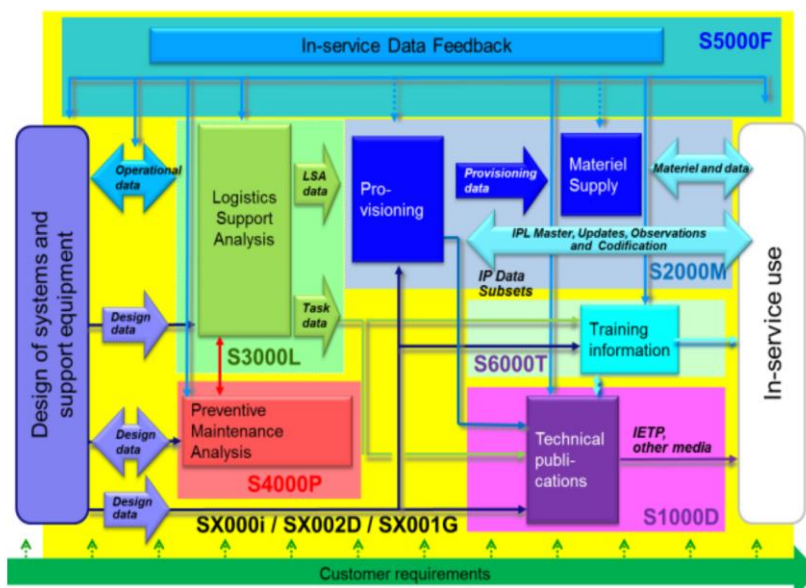 In-service Data Feedback
S5000F
Design of systems and
support equipment
Operational
data
Logistics
Support
Analysis
LSA
data
Pro-
visioning
Provisioning
data
Materiel
Supply
Materiel and data
IPL Master, Updates, Observations
and Codification
S2000M
IP Data
Subsets
Design
data
Task
data
S3000L
Training
information
S6000T
In-service use
Design
data
Preventive
Maintenance
Analysis
S4000P
Technical
publi-
cations
IETP,
other media
S1000D
Design
data
SX000i / SX002D / SX001G
Customer requirements